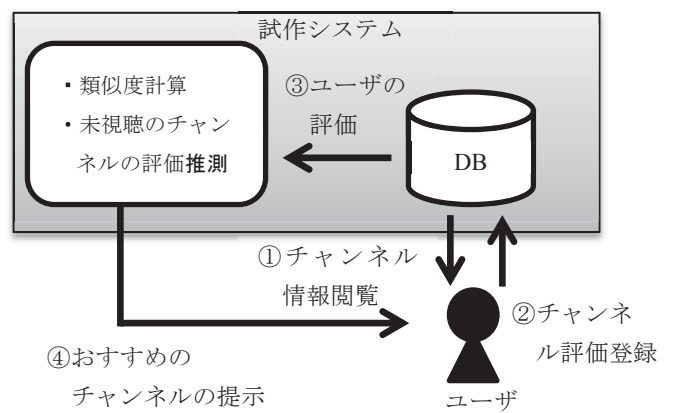 試作システム
・類似度計算
・未視聴のチャン
ネルの評価推測
③ユーザの
評価
DB
①チャンネル
情報閲覧
②チャンネ
ル評価登録
④おすすめの
チャンネルの提示
ユーザ